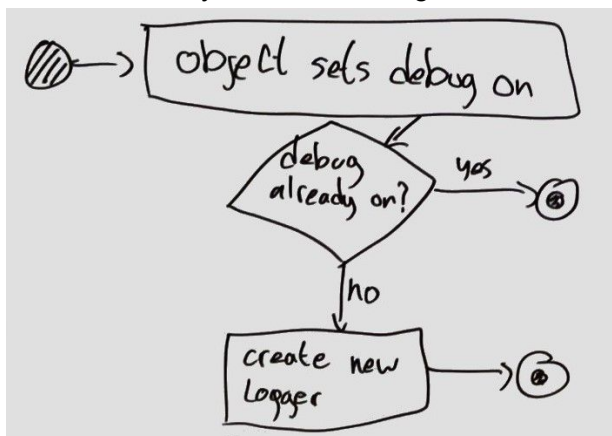 object sets debug on
debug
already on?
yes
no
create new
Logger